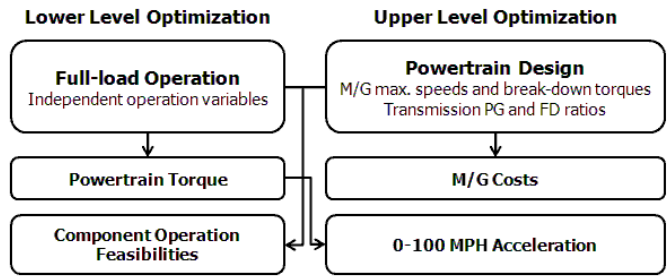 Lower Level Optimization
Upper Level Optimization
Full-load Operation
Independent operation variables
Powertrain Design
M/G max. speeds and break-down torques
Transmission PG and FD ratios
Powertrain Torque
M/G Costs
Component Operation
Feasibilities
0-100 MPH Acceleration